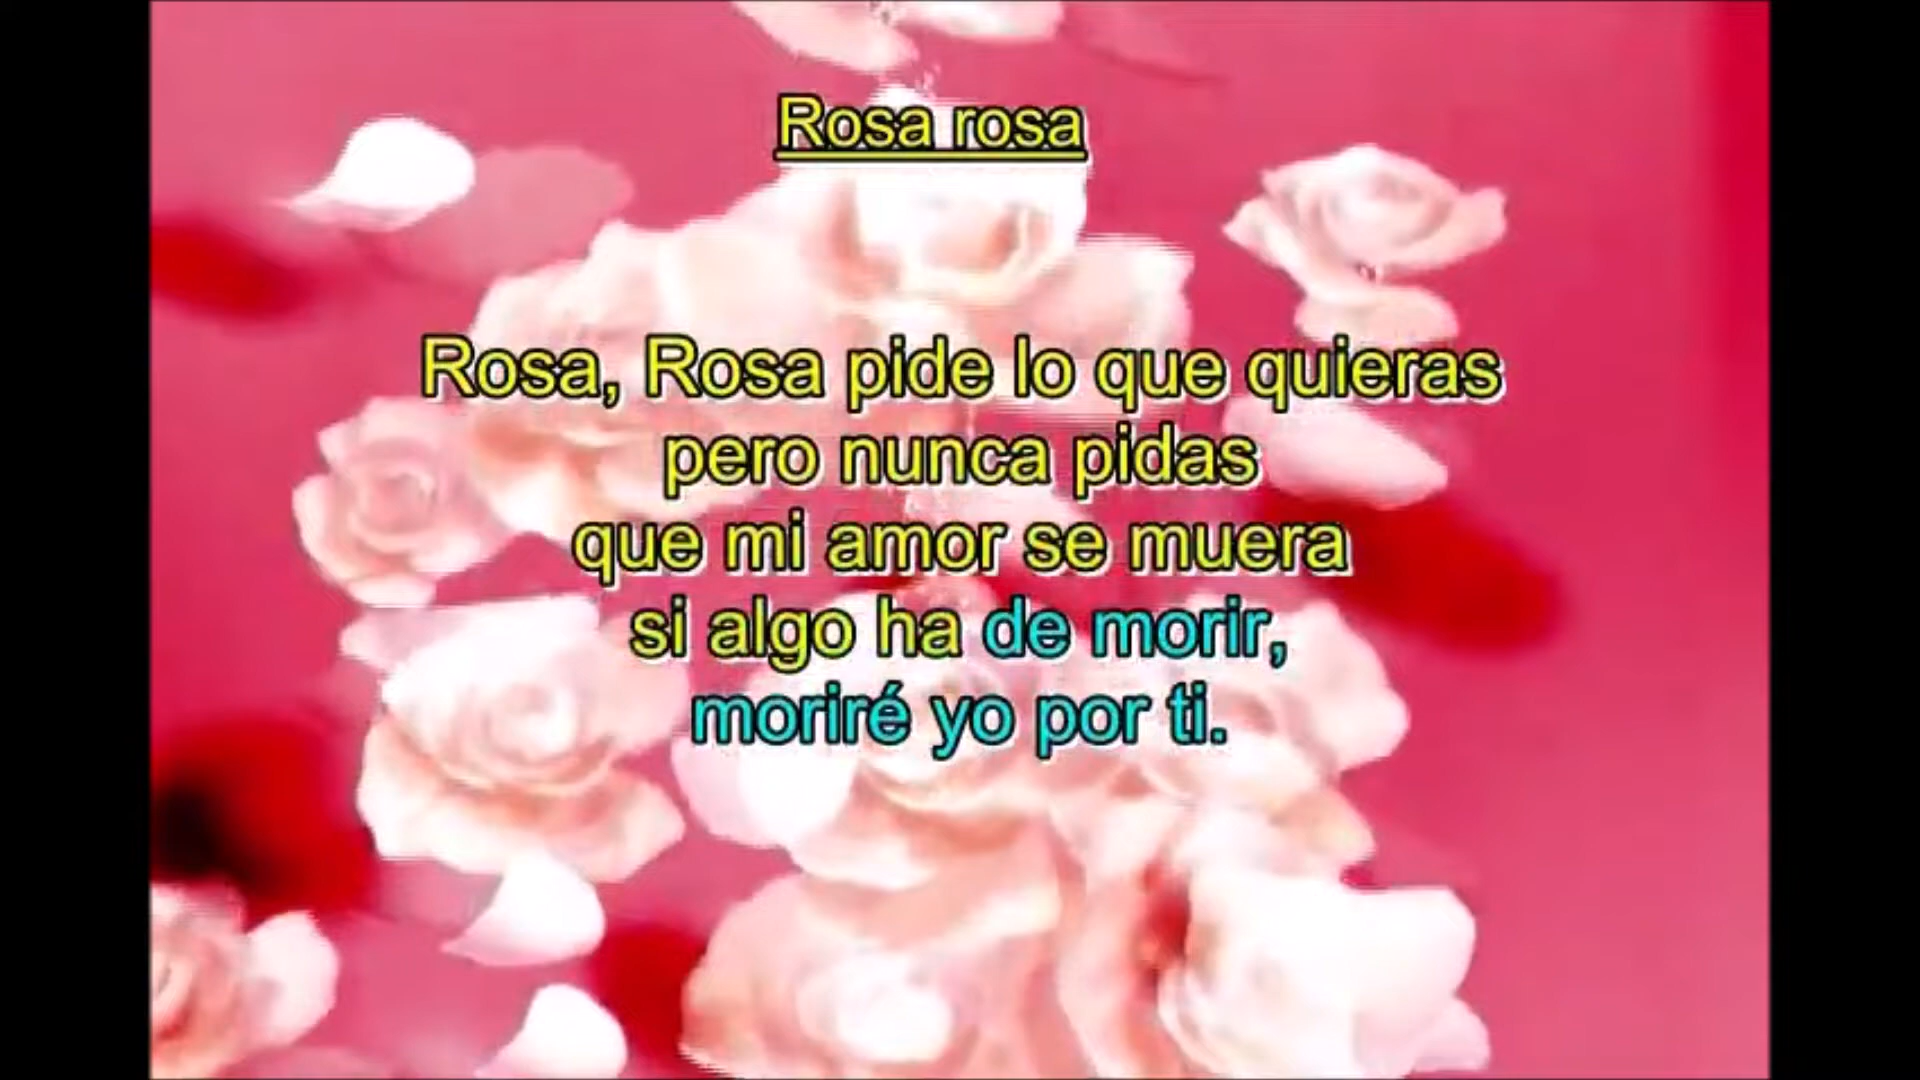 Rosa rosa
Rosa, Rosa pide lo que quieras
pero nunca pidas
que mi amor se muera
si algo ha de morir,
moriré yo por ti.